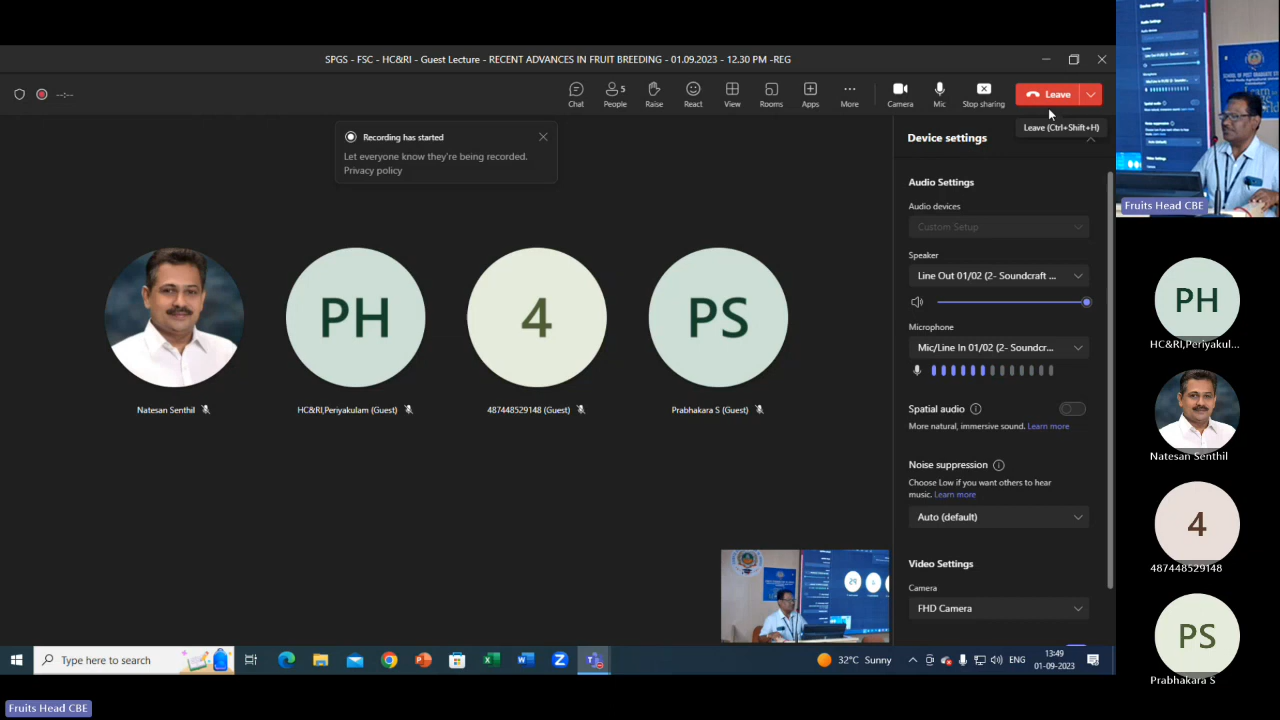 SPGS - FSC - HC&RI - Guest Lecture - RECENT ADVANCES IN FRUIT BREEDING - 01.09.2023 - 12.30 PM -REG
--:--
Chat
People
5
Raise
React
View
Rooms
Apps
More
Camera
Mic
Stop sharing
Leave
Leave (Ctrl+Shift+H)
Recording has started
Let everyone know they're being recorded.
Privacy policy
PH
4
PS
Natesan Senthil
HC&RI,Periyakulam (Guest)
487448529148 (Guest)
Prabhakara S (Guest)
Device settings
Audio Settings
Audio devices
Custom Setup
Speaker
Line Out 01/02 (2- Soundcraft ...
Microphone
Mic/Line In 01/02 (2- Soundcr...
Spatial audio
More natural, immersive sound. Learn more
Noise suppression
Choose Low if you want others to hear
music. Learn more
Auto (default)
Video Settings
Camera
FHD Camera
Type here to search
32°C Sunny
ENG
13:49
01-09-2023
Fruits Head CBE
PH
HC&RI,Periyakul...
Natesan Senthil
4
487448529148
PS
Prabhakara S
Fruits Head CBE